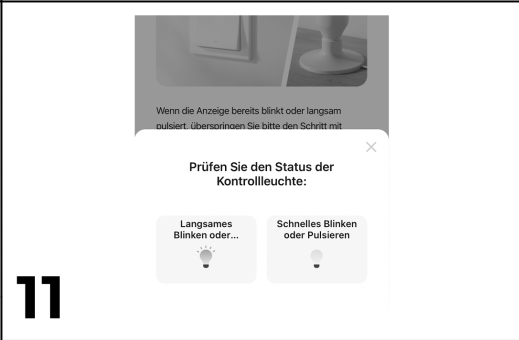 Wenn die Anzeige bereits blinkt oder langsam
pulsiert, überspringen Sie bitte den Schritt mit
Prüfen Sie den Status der
Kontrollleuchte:
Langsames
Blinken oder...
Schnelles Blinken
oder Pulsieren
11